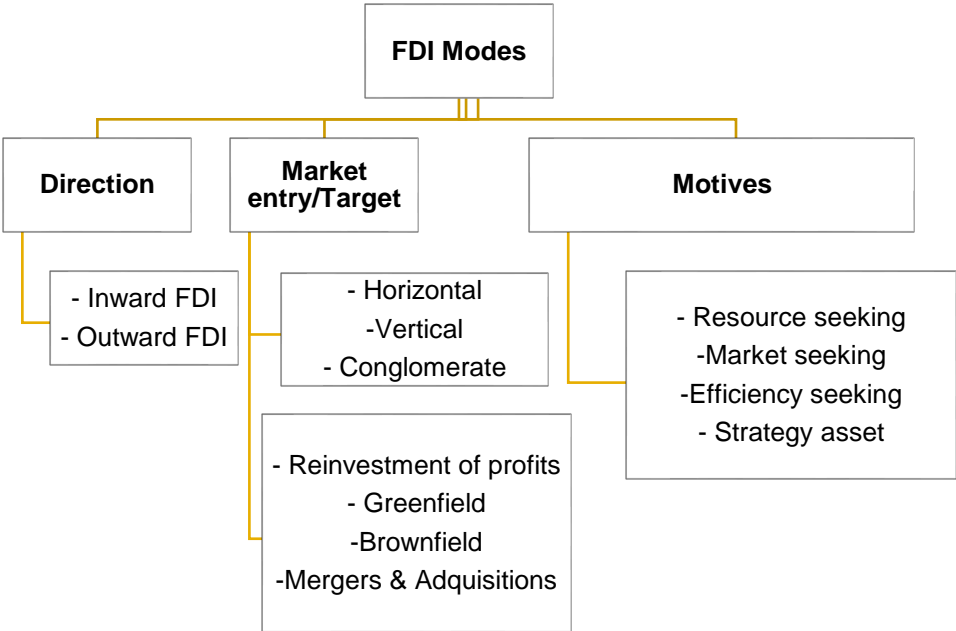 FDI Modes
Direction
Market
entry/Target
Motives
- Inward FDI
- Outward FDI
- Horizontal
-Vertical
- Conglomerate
- Reinvestment of profits
- Greenfield
-Brownfield
-Mergers & Adquisitions
- Resource seeking
-Market seeking
-Efficiency seeking
- Strategy asset